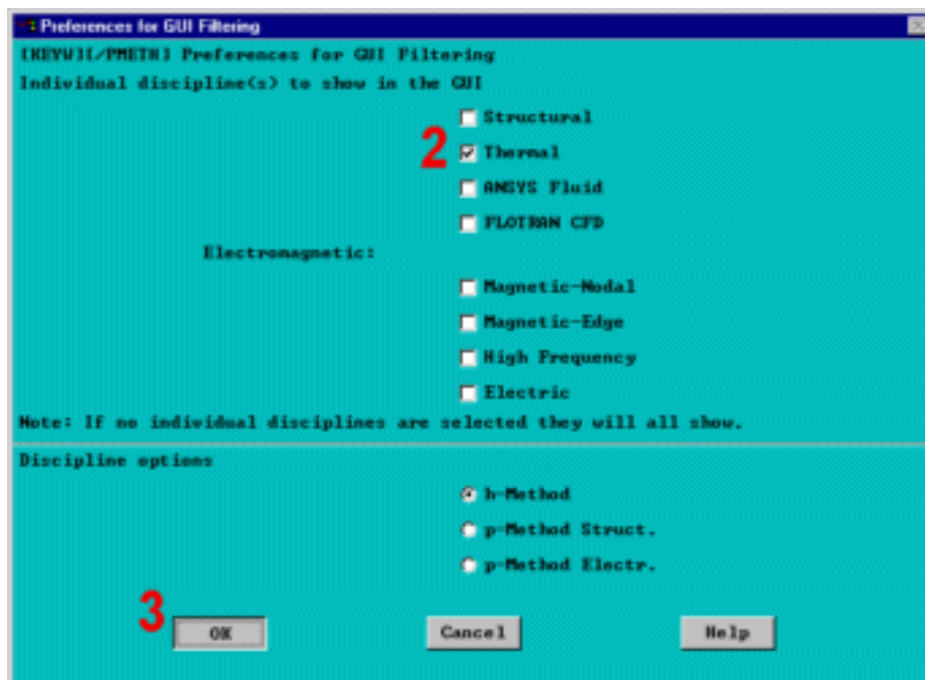 Preferences for GUI Filtering
[KEYW][/PMETH] Preferences for GUI Filtering
Individual discipline(s) to show in the GUI
Structural
2 Thermal
ANSYS Fluid
FLOTRAN CFD
Electromagnetic:
Magnetic-Nodal
Magnetic-Edge
High Frequency
Electric
Note: If no individual disciplines are selected they will all show.
Discipline options
h-Method
p-Method Struct.
p-Method Electr.
3 OK Cancel Help